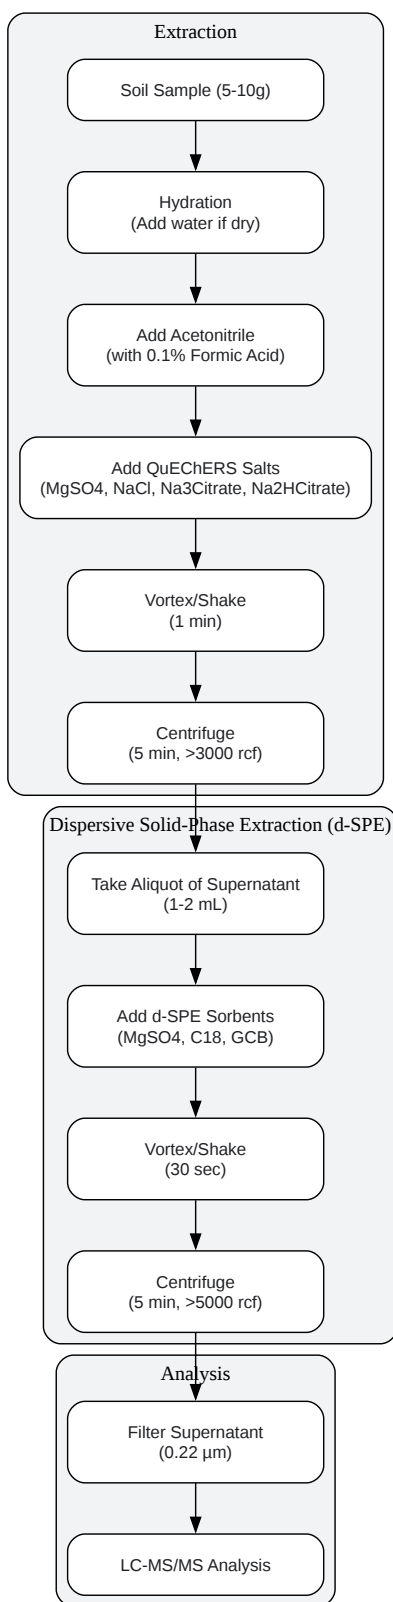 Extraction
Soil Sample (5-10g)
Hydration
(Add water if dry)
Add Acetonitrile
(with 0.1% Formic Acid)
Add QuEChERS Salts
(MgSO4, NaCl, Na3Citrate, Na2HCitrate)
Vortex/Shake
(1 min)
Centrifuge
(5 min, >3000 rcf)
Dispersive Solid-Phase Extraction (d-SPE)
Take Aliquot of Supernatant
(1-2 mL)
Add d-SPE Sorbents
(MgSO4, C18, GCB)
Vortex/Shake
(30 sec)
Centrifuge
(5 min, >5000 rcf)
Analysis
Filter Supernatant
(0.22 µm)
LC-MS/MS Analysis